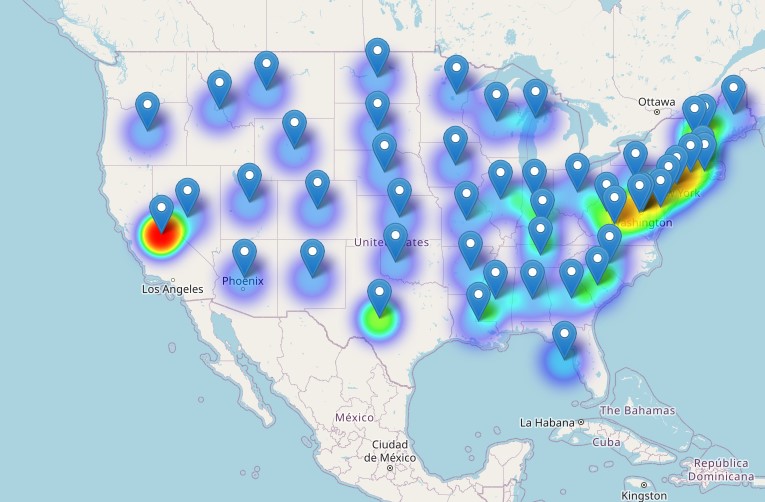 Ottawa
York
Washington
United States
Phoenix
Los Angeles
México
Ciudad
de México
La Habana
The Bahamas
Cuba
República
Dominicana
Kingston